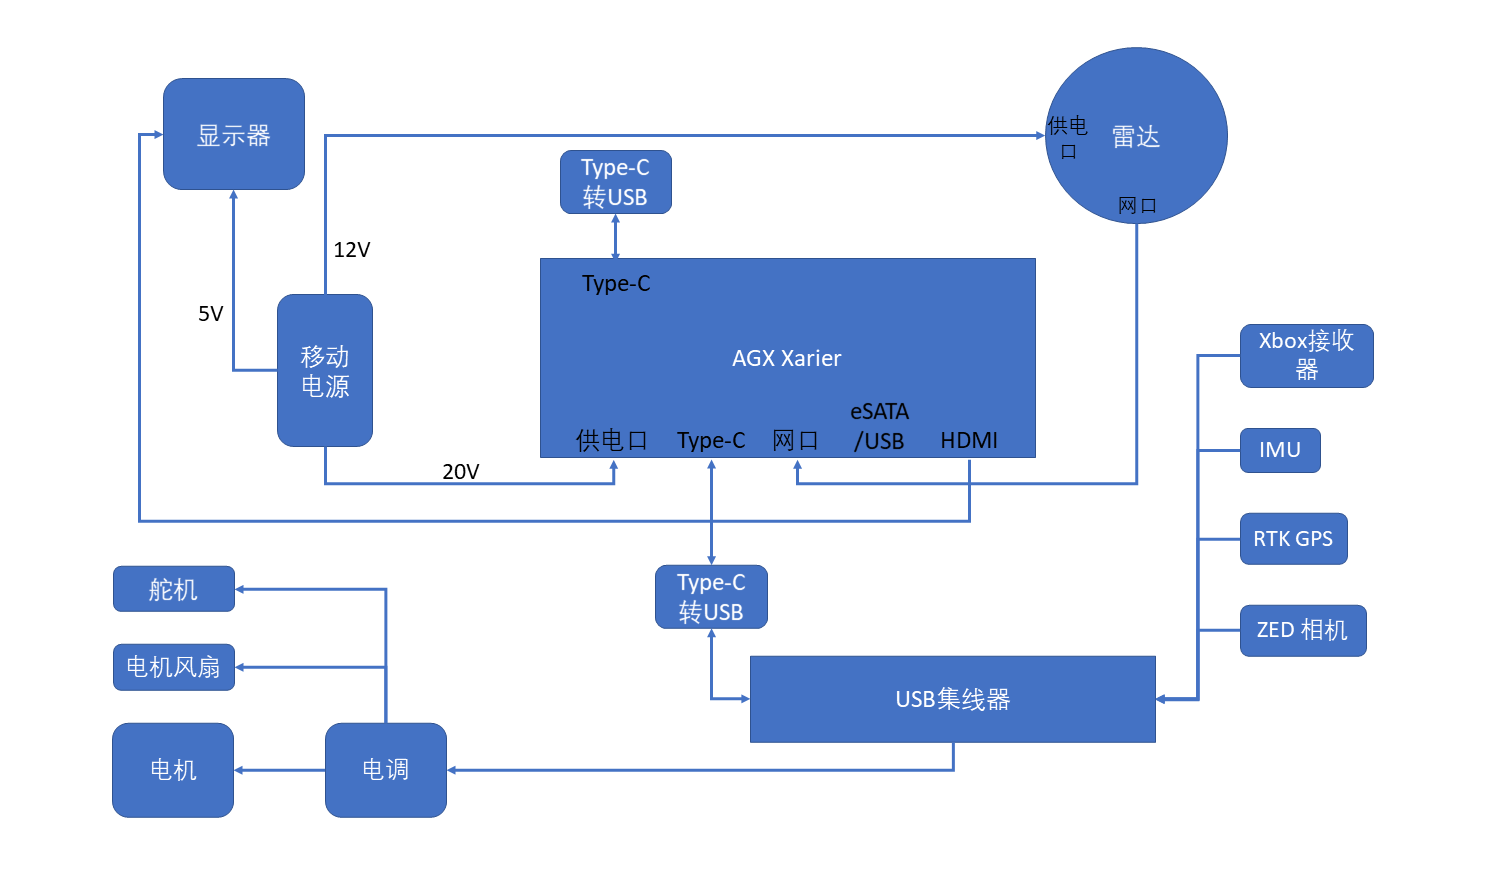 显示器
供电
口
雷达
网口
Type-C
转USB
12V
5V
移动
电源
Type-C
AGX Xarier
eSATA
/USB
供电口
Type-C
网口
HDMI
20V
Xbox接收
器
IMU
RTK GPS
ZED 相机
Type-C
转USB
USB集线器
舵机
电机风扇
电机
电调